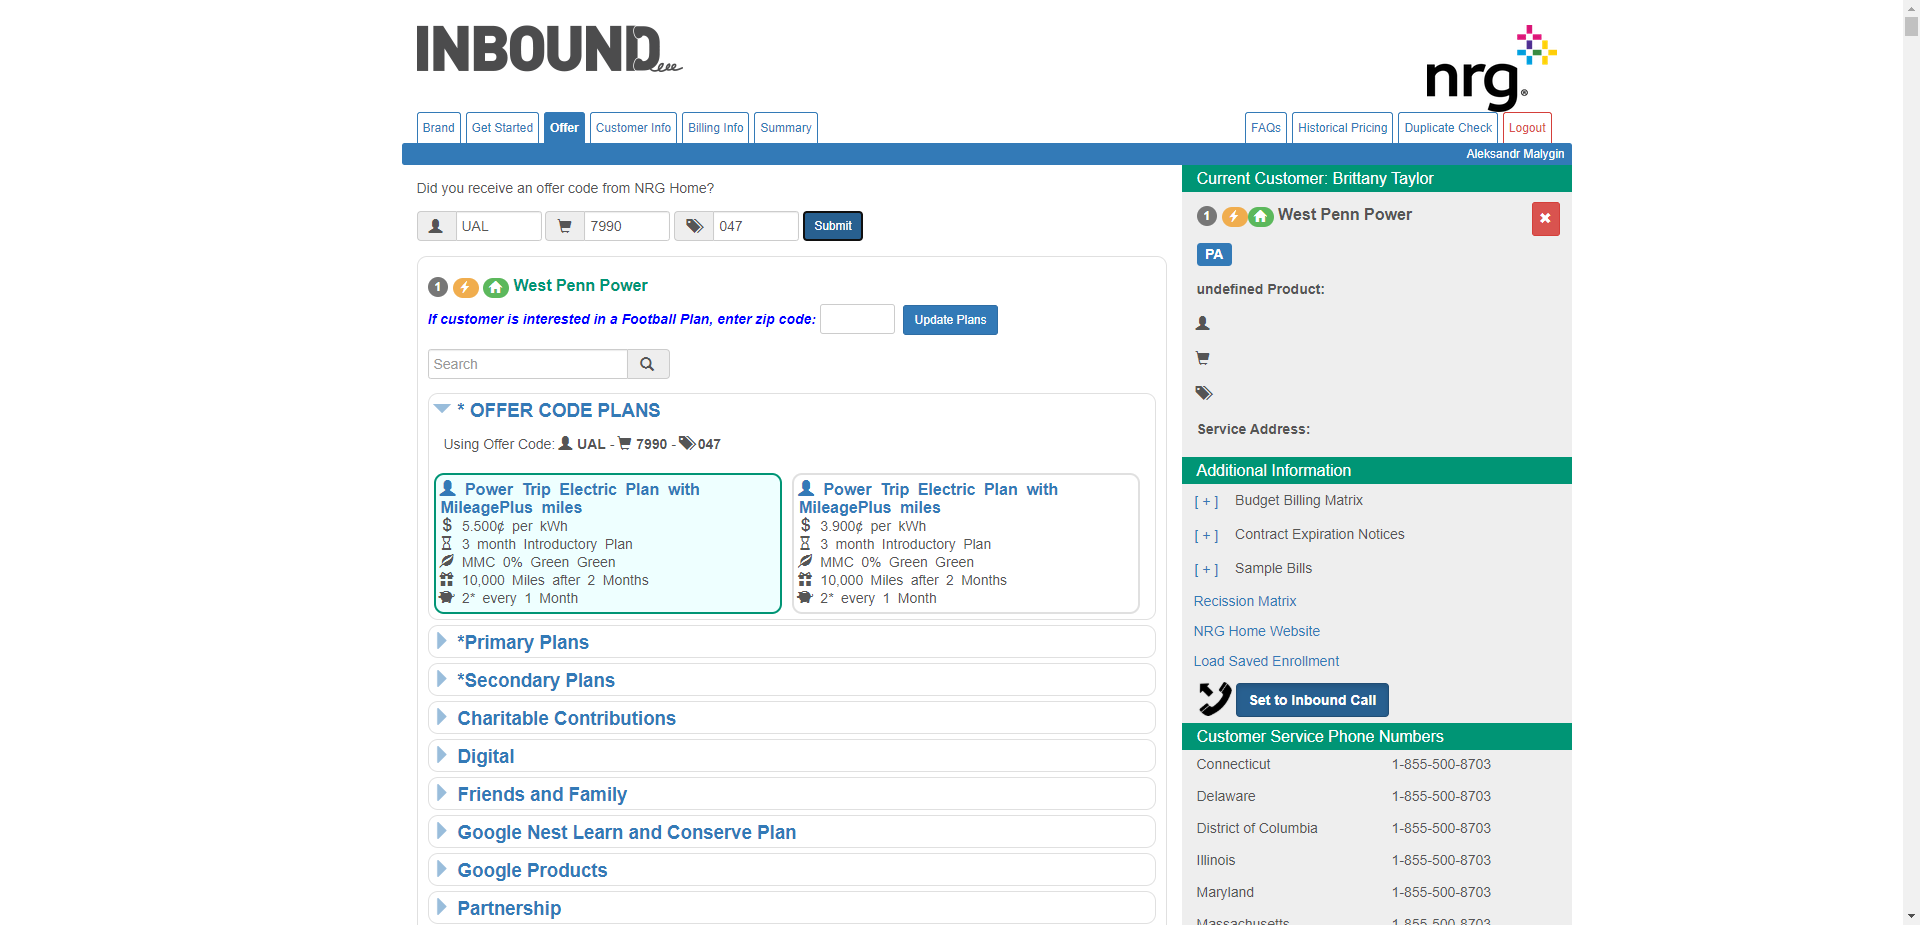 INBOUND
nrg®
Brand
Get Started
Offer
Customer Info
Billing Info
Summary
FAQs
Historical Pricing
Duplicate Check
Logout
Aleksandr Malygin
Did you receive an offer code from NRG Home?
UAL
7990
047
Submit
1 West Penn Power
If customer is interested in a Football Plan, enter zip code:
Update Plans
Search
* OFFER CODE PLANS
Using Offer Code: UAL - 7990 - 047
Power Trip Electric Plan with
MileagePlus miles
$ 5.500¢ per kWh
3 month Introductory Plan
MMC 0% Green Green
10,000 Miles after 2 Months
2* every 1 Month
Power Trip Electric Plan with
MileagePlus miles
$ 3.900¢ per kWh
3 month Introductory Plan
MMC 0% Green Green
10,000 Miles after 2 Months
2* every 1 Month
*Primary Plans
*Secondary Plans
Charitable Contributions
Digital
Friends and Family
Google Nest Learn and Conserve Plan
Google Products
Partnership
Current Customer: Brittany Taylor
1 West Penn Power
PA
undefined Product:
Service Address:
Additional Information
[ + ] Budget Billing Matrix
[ + ] Contract Expiration Notices
[ + ] Sample Bills
Recission Matrix
NRG Home Website
Load Saved Enrollment
Set to Inbound Call
Customer Service Phone Numbers
Connecticut 1-855-500-8703
Delaware 1-855-500-8703
District of Columbia 1-855-500-8703
Illinois 1-855-500-8703
Maryland 1-855-500-8703
Massachusetts 1-855-500-8703